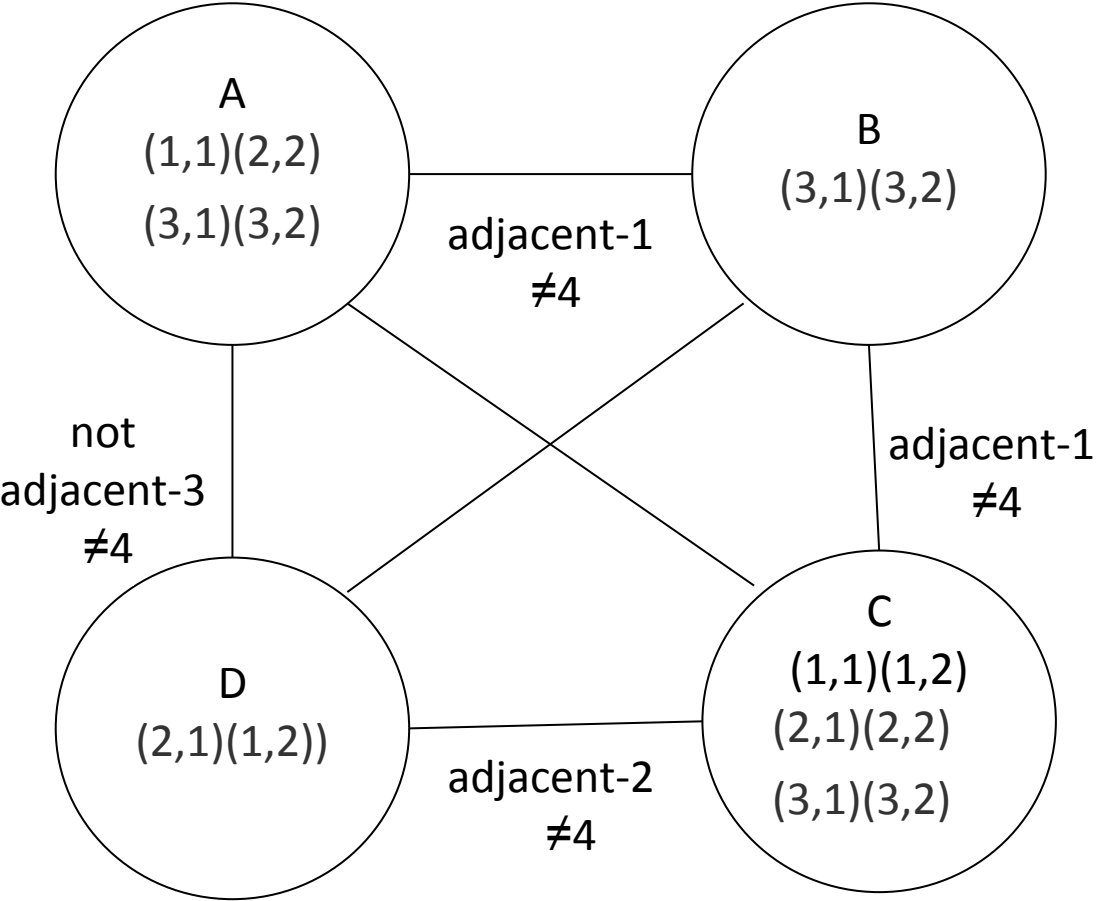 A
(1,1)(2,2)
(3,1)(3,2)
B
(3,1)(3,2)
adjacent-1
≠4
not
adjacent-3
≠4
adjacent-1
≠4
D
(2,1)(1,2))
adjacent-2
≠4
C
(1,1)(1,2)
(2,1)(2,2)
(3,1)(3,2)